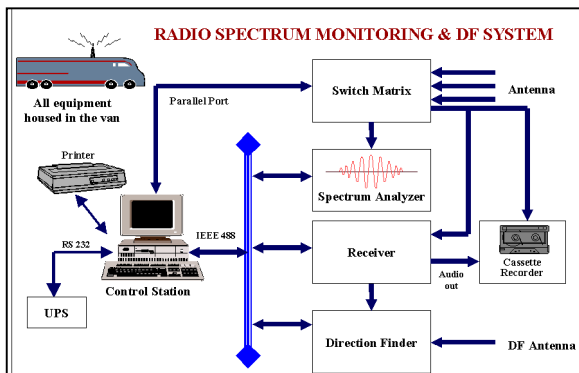 RADIO SPECTRUM MONITORING & DF SYSTEM
All equipment
housed in the van
Parallel Port
Switch Matrix
Antenna
Printer
Spectrum Analyzer
IEEE 488
RS 232
Control Station
Receiver
Audio
out
Cassette
Recorder
UPS
Direction Finder
DF Antenna